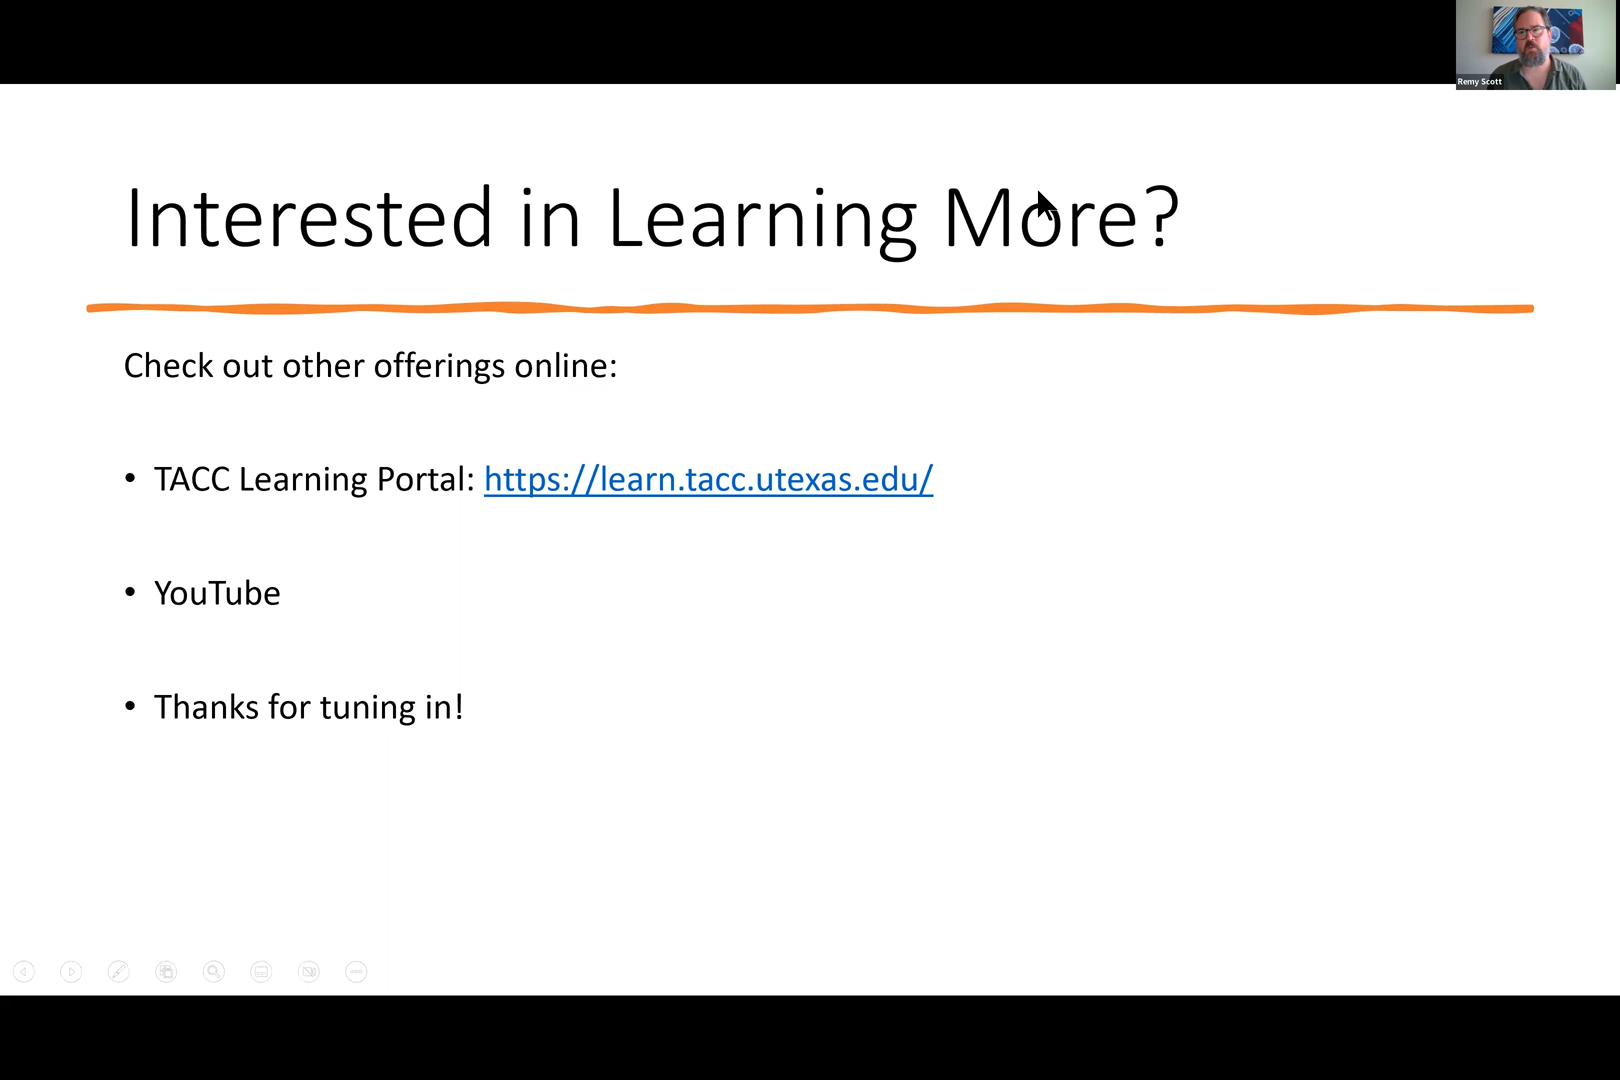 Remy Scott
Interested in Learning More?
Check out other offerings online:
• TACC Learning Portal: https://learn.tacc.utexas.edu/
• YouTube
• Thanks for tuning in!